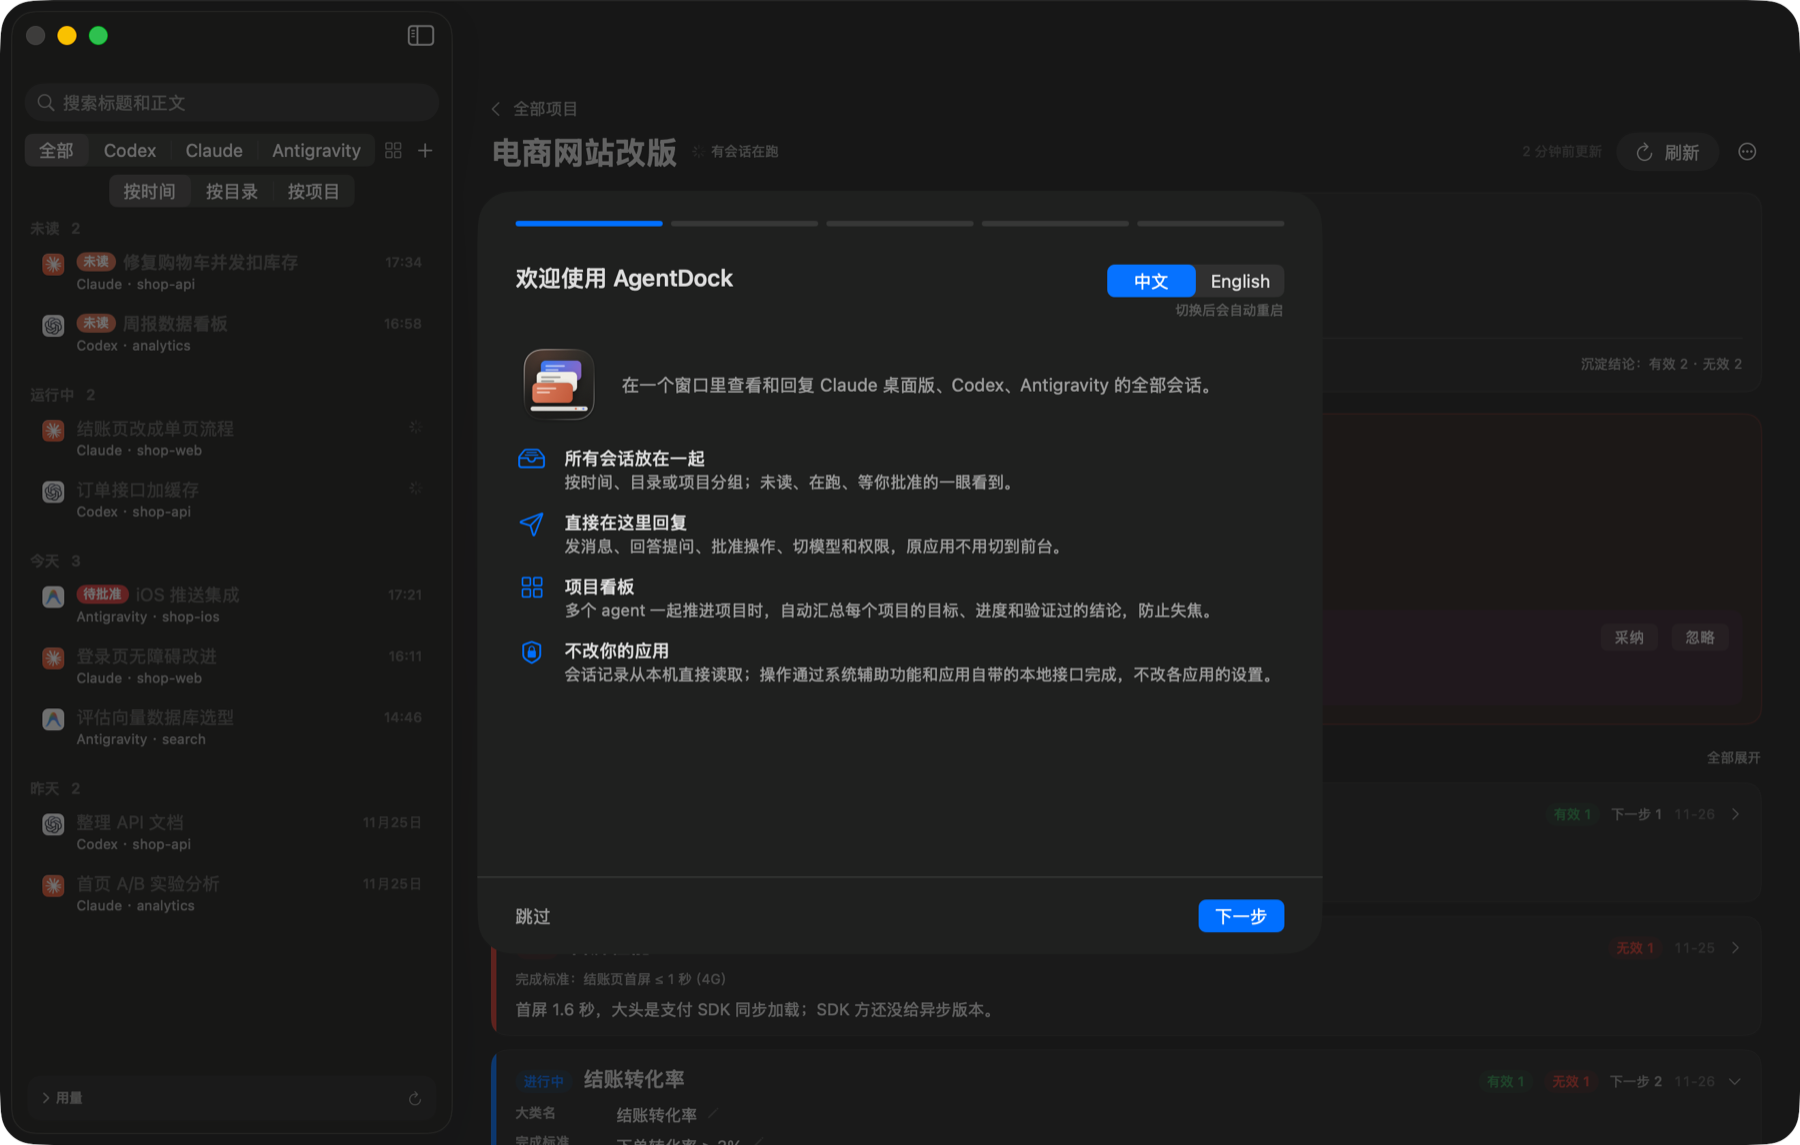 搜索标题和正文
全部 Codex Claude Antigravity
按时间 按目录 按项目
未读 2
未读 修复购物车并发扣库存 17:34
Claude · shop-api
未读 周报数据看板 16:58
Codex · analytics
运行中 2
结账页改成单页流程
Claude · shop-web
订单接口加缓存
Codex · shop-api
今天 3
待批准 iOS 推送集成 17:21
Antigravity · shop-ios
登录页无障碍改进 16:11
Claude · shop-web
评估向量数据库选型 14:46
Antigravity · search
昨天 2
整理 API 文档 11月25日
Codex · shop-api
首页 A/B 实验分析 11月25日
Claude · analytics
用量
全部项目
电商网站改版 有会话在跑 2 分钟前更新 刷新
欢迎使用 AgentDock
中文 English
切换后会自动重启
在一个窗口里查看和回复 Claude 桌面版、Codex、Antigravity 的全部会话。
所有会话放在一起
按时间、目录或项目分组；未读、在跑、等你批准的一眼看到。
直接在这里回复
发消息、回答提问、批准操作、切模型和权限，原应用不用切到前台。
项目看板
多个 agent 一起推进项目时，自动汇总每个项目的目标、进度和验证过的结论，防止失焦。
不改你的应用
会话记录从本机直接读取；操作通过系统辅助功能和应用自带的本地接口完成，不改各应用的设置。
跳过 下一步
沉淀结论：有效 2 · 无效 2
采纳 忽略
全部展开
有效 1 下一步 1 11-26
无效 1 11-25
完成标准：结账页首屏 ≤ 1 秒 (4G)
首屏 1.6 秒，大头是支付 SDK 同步加载；SDK 方还没给异步版本。
进行中 结账转化率 有效 1 无效 1 下一步 2 11-26
大类名 结账转化率
完成标准 下单转化率 > 3%